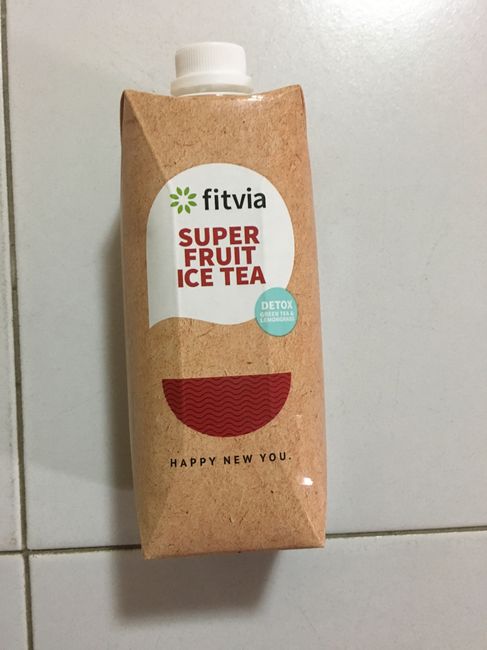 fitvia
SUPER
FRUIT
ICE TEA
DETOX
GREEN TEA &
LEMONGRASS
HAPPY NEW YOU.